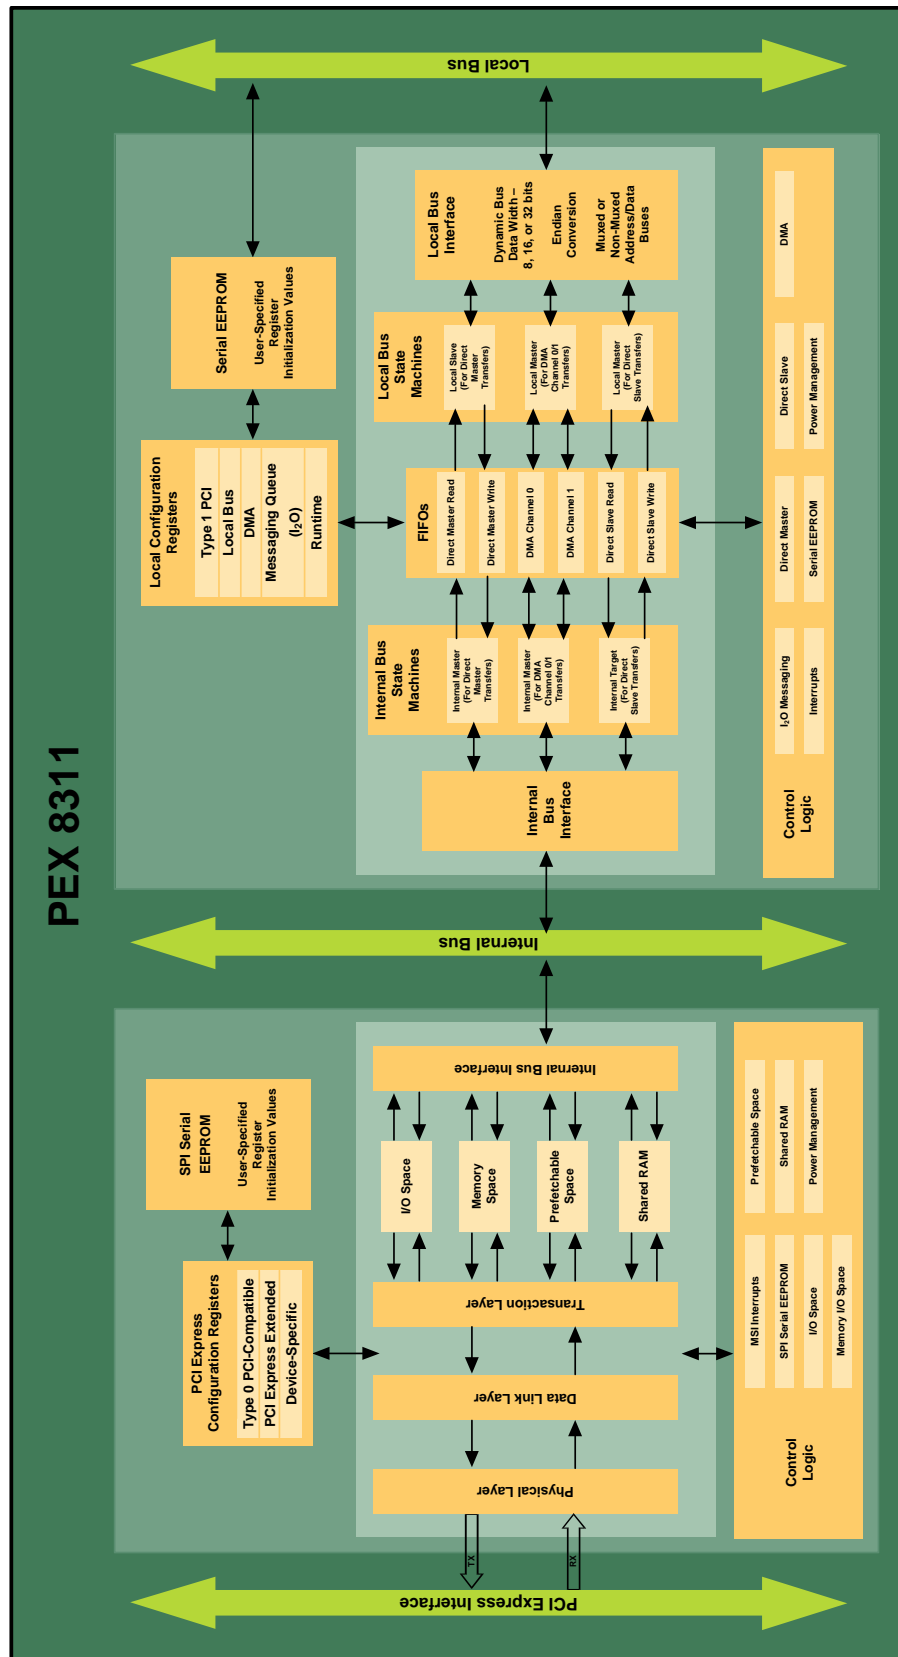 PEX 8311
PCI Express Interface
TX
RX
Physical Layer
Data Link Layer
Transaction Layer
I/O Space
Memory
Space
Prefetchable
Space
Shared RAM
Internal Bus Interface
PCI Express
Configuration Registers
Type 0 PCI-Compatible
PCI Express Extended
Device-Specific
SPI Serial
EEPROM
User-Specified
Register
Initialization Values
Control
Logic
MSI Interrupts
SPI Serial EEPROM
I/O Space
Memory I/O Space
Prefetchable Space
Shared RAM
Power Management
Internal Bus
Internal
Bus
Interface
Internal Bus
State
Machines
Internal Master
(For Direct
Master
Transfers)
Internal Master
(For DMA
Channel 0/1
Transfers)
Internal Target
(For Direct
Slave Transfers)
FIFOs
Direct Master Read
Direct Master Write
DMA Channel 0
DMA Channel 1
Direct Slave Read
Direct Slave Write
Local Bus
State
Machines
Local Slave
(For Direct
Master
Transfers)
Local Master
(For DMA
Channel 0/1
Transfers)
Local Master
(For Direct
Slave Transfers)
Local Bus
Interface
Dynamic Bus
Data Width –
8, 16, or 32 bits
Endian
Conversion
Muxed or
Non-Muxed
Address/Data
Buses
Local Configuration
Registers
Type 1 PCI
Local Bus
DMA
Messaging Queue
(I₂O)
Runtime
Serial EEPROM
User-Specified
Register
Initialization Values
Control
Logic
I₂O Messaging
Interrupts
Direct Master
Serial EEPROM
Direct Slave
Power Management
DMA
Local Bus